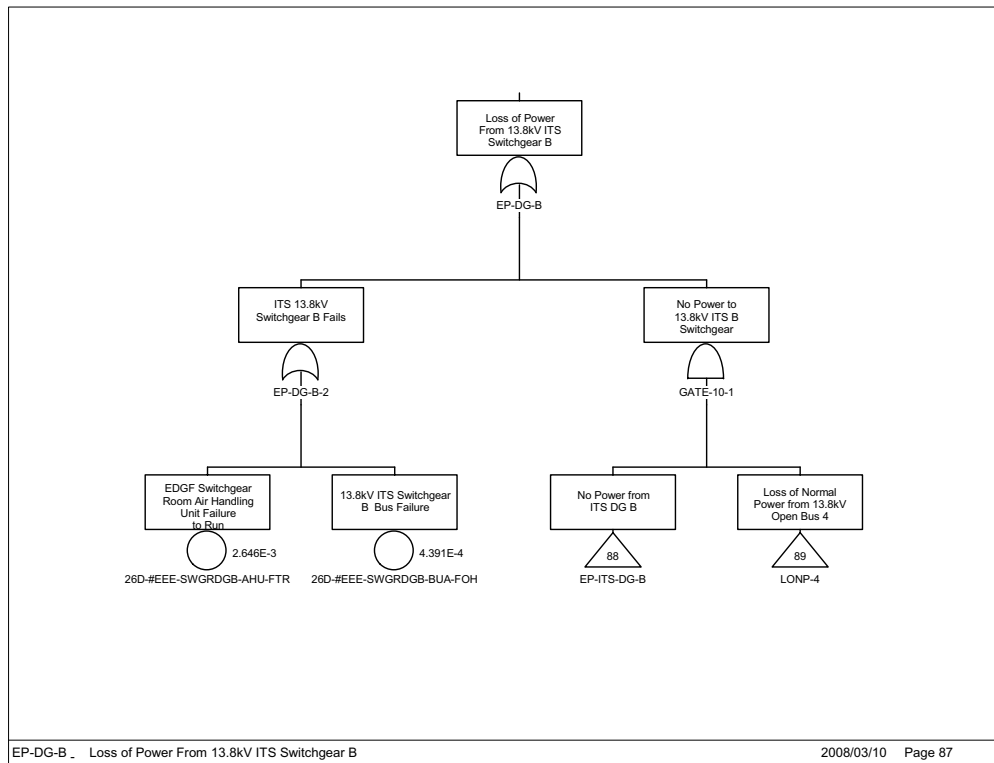 Loss of Power
From 13.8kV ITS
Switchgear B
EP-DG-B
ITS 13.8kV
Switchgear B Fails
EP-DG-B-2
No Power to
13.8kV ITS B
Switchgear
GATE-10-1
EDGF Switchgear
Room Air Handling
Unit Failure
to Run
2.646E-3
26D-#EEE-SWGRDGB-AHU-FTR
13.8kV ITS Switchgear
B Bus Failure
4.391E-4
26D-#EEE-SWGRDGB-BUA-FOH
No Power from
ITS DG B
88
EP-ITS-DG-B
Loss of Normal
Power from 13.8kV
Open Bus 4
89
LONP-4
EP-DG-B _ Loss of Power From 13.8kV ITS Switchgear B
2008/03/10 Page 87